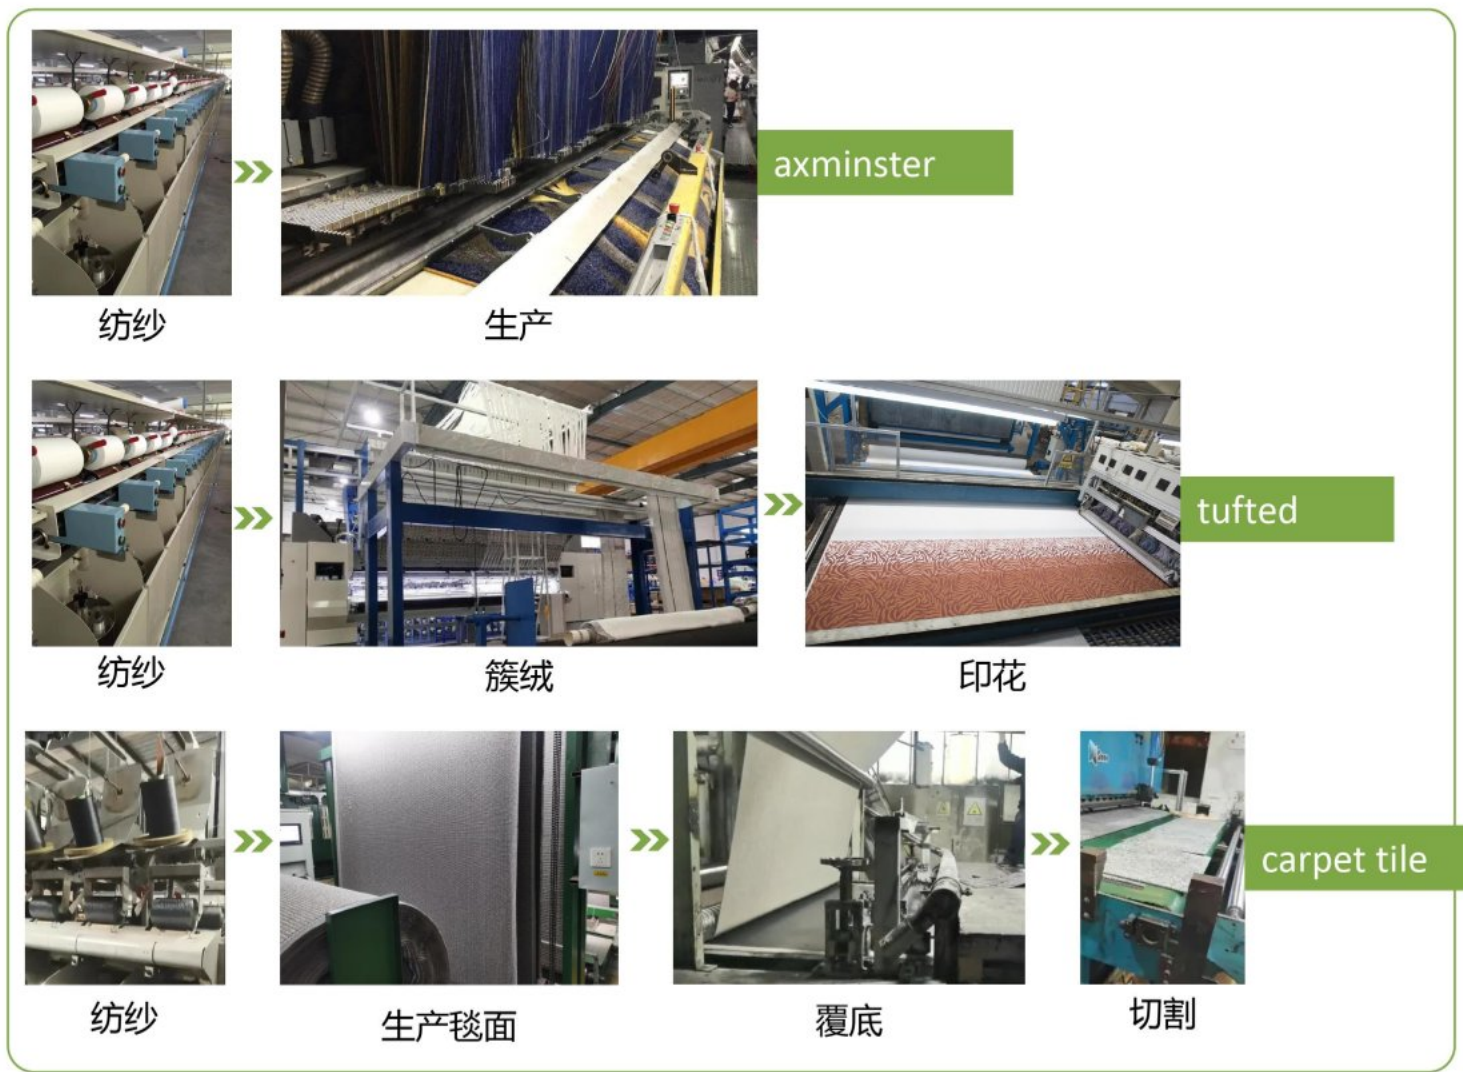 axminster
纺纱
生产
tufted
纺纱
簇绒
印花
carpet tile
纺纱
生产毯面
覆底
切割